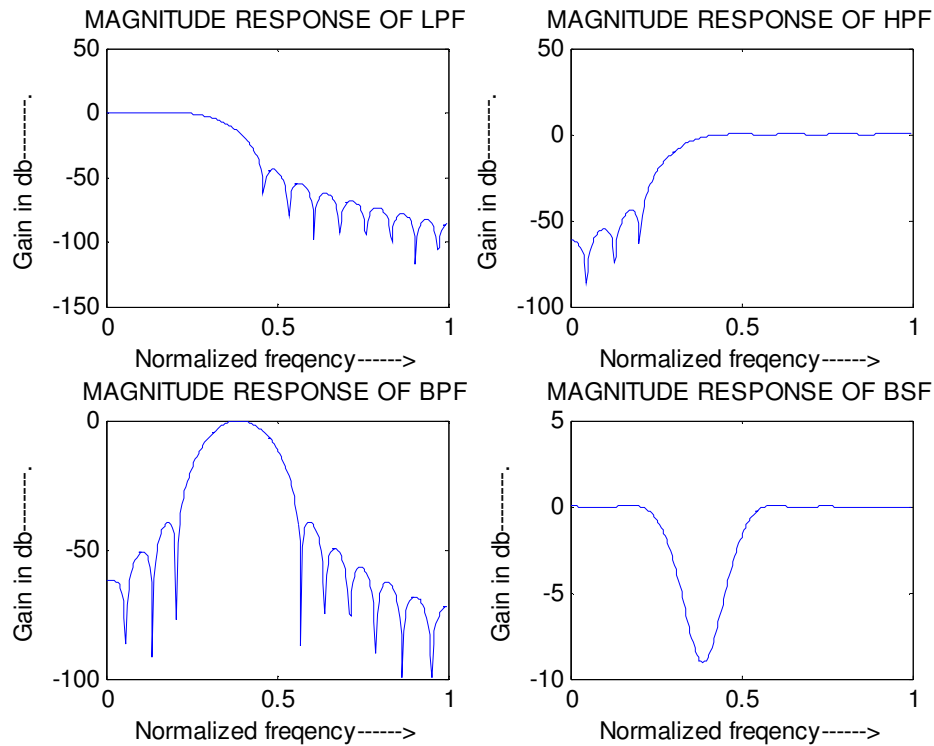 MAGNITUDE RESPONSE OF LPF
50
0
-50
-100
-150
0
0.5
1
Gain in db---------.
Normalized freqency------>
MAGNITUDE RESPONSE OF HPF
50
0
-50
-100
0
0.5
1
Gain in db----------.
Normalized freqency------>
MAGNITUDE RESPONSE OF BPF
0
-50
-100
0
0.5
1
Gain in db--------.
Normalized freqency------>
MAGNITUDE RESPONSE OF BSF
5
0
-5
-10
0
0.5
1
Gain in db---------.
Normalized freqency------>